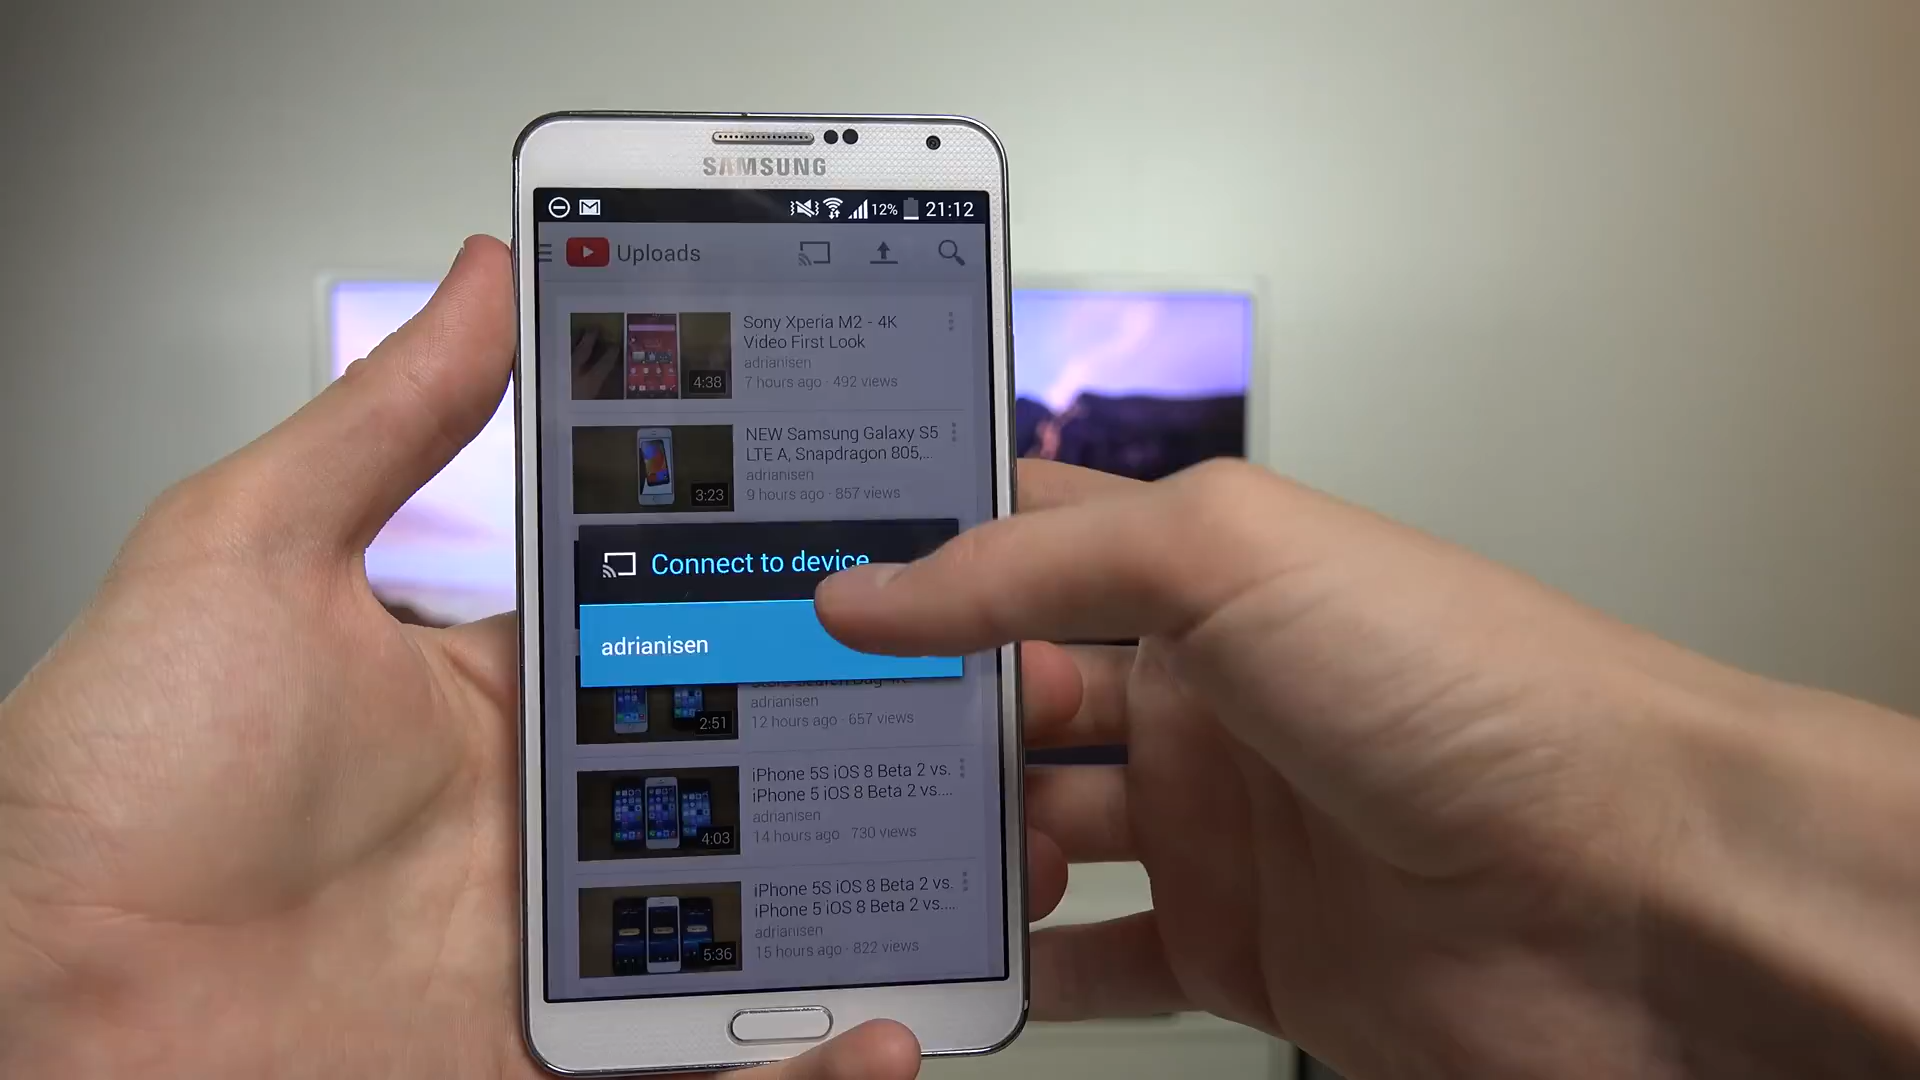 SAMSUNG
12% 21:12
Uploads
Sony Xperia M2 - 4K
Video First Look
adrianisen
7 hours ago · 492 views
4:38
NEW Samsung Galaxy S5
LTE A, Snapdragon 805,...
adrianisen
9 hours ago · 857 views
3:23
Connect to device
adrianisen
adrianisen
12 hours ago · 657 views
2:51
iPhone 5S iOS 8 Beta 2 vs.
iPhone 5 iOS 8 Beta 2 vs....
adrianisen
14 hours ago · 730 views
4:03
iPhone 5S iOS 8 Beta 2 vs.
iPhone 5 iOS 8 Beta 2 vs....
adrianisen
15 hours ago · 822 views
5:36